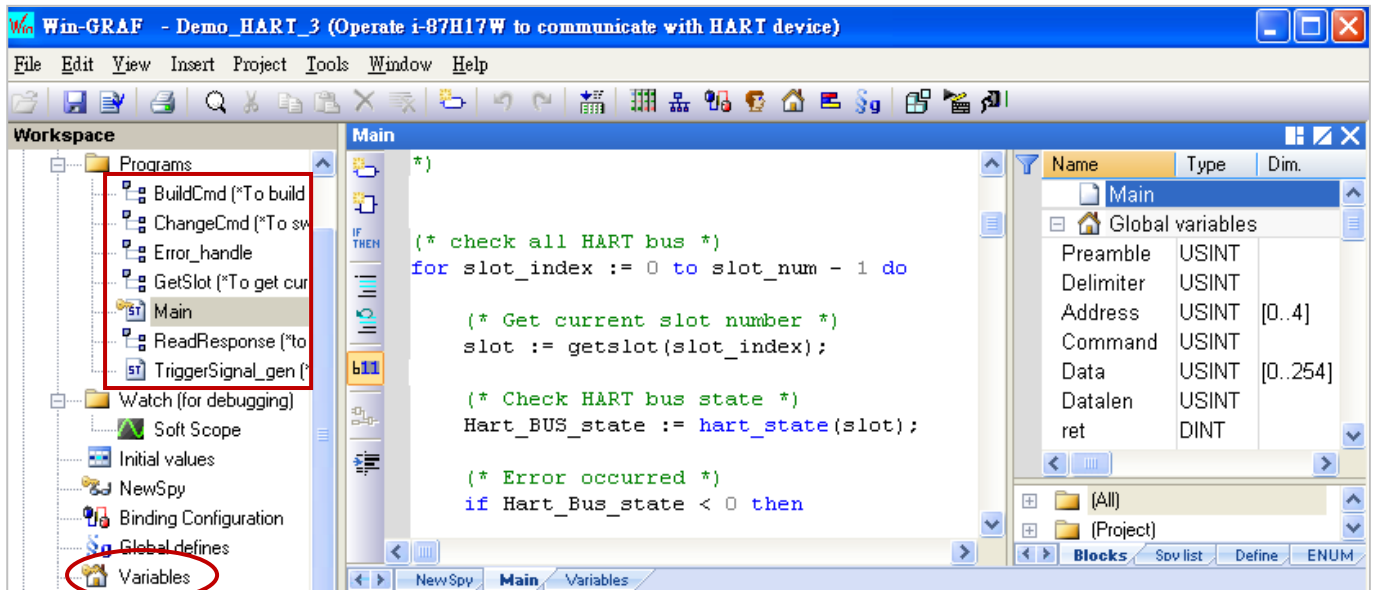 Win-GRAF - Demo_HART_3 (Operate i-87H17W to communicate with HART device)
File Edit View Insert Project Tools Window Help
Workspace
Programs
BuildCmd (*To build
ChangeCmd (*To sw
Error_handle
GetSlot (*To get cur
Main
ReadResponse (*to
TriggerSignal_gen (*
Watch (for debugging)
Soft Scope
Initial values
NewSpy
Binding Configuration
Global defines
Variables
Main
IF
THEN
b11
*)
(* check all HART bus *)
for slot_index := 0 to slot_num - 1 do
(* Get current slot number *)
slot := getslot(slot_index);
(* Check HART bus state *)
Hart_BUS_state := hart_state(slot);
(* Error occurred *)
if Hart_Bus_state < 0 then
NewSpy Main Variables
Name Type Dim.
Main
Global variables
Preamble USINT
Delimiter USINT
Address USINT [0..4]
Command USINT
Data USINT [0..254]
Datalen USINT
ret DINT
(All)
(Project)
Blocks Spy list Define ENUM